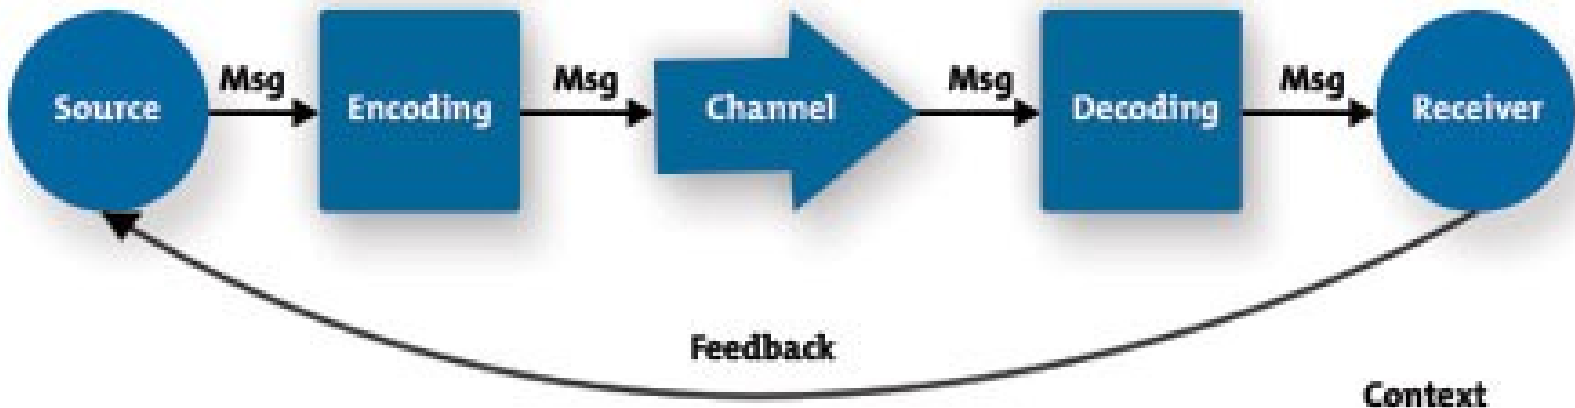 Source
Msg
Encoding
Msg
Channel
Msg
Decoding
Msg
Receiver
Feedback
Context